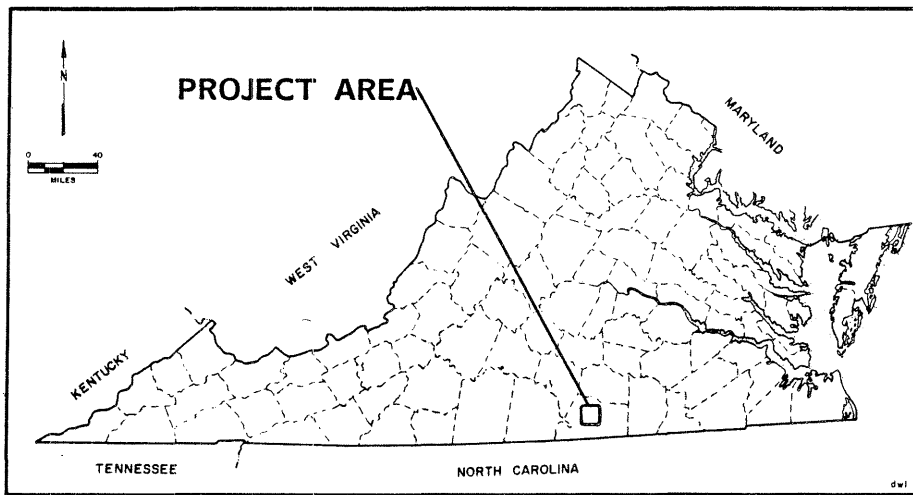 N
PROJECT AREA
MARYLAND
0 40
MILES
WEST VIRGINIA
KENTUCKY
TENNESSEE
NORTH CAROLINA
dwl